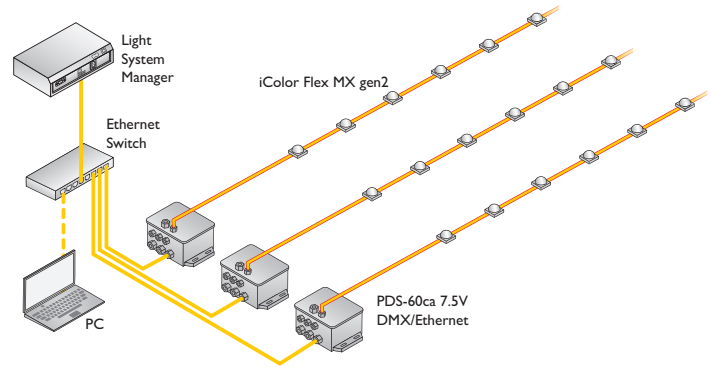 Light
System
Manager
iColor Flex MX gen2
Ethernet
Switch
PC
PDS-60ca 7.5V
DMX/Ethernet